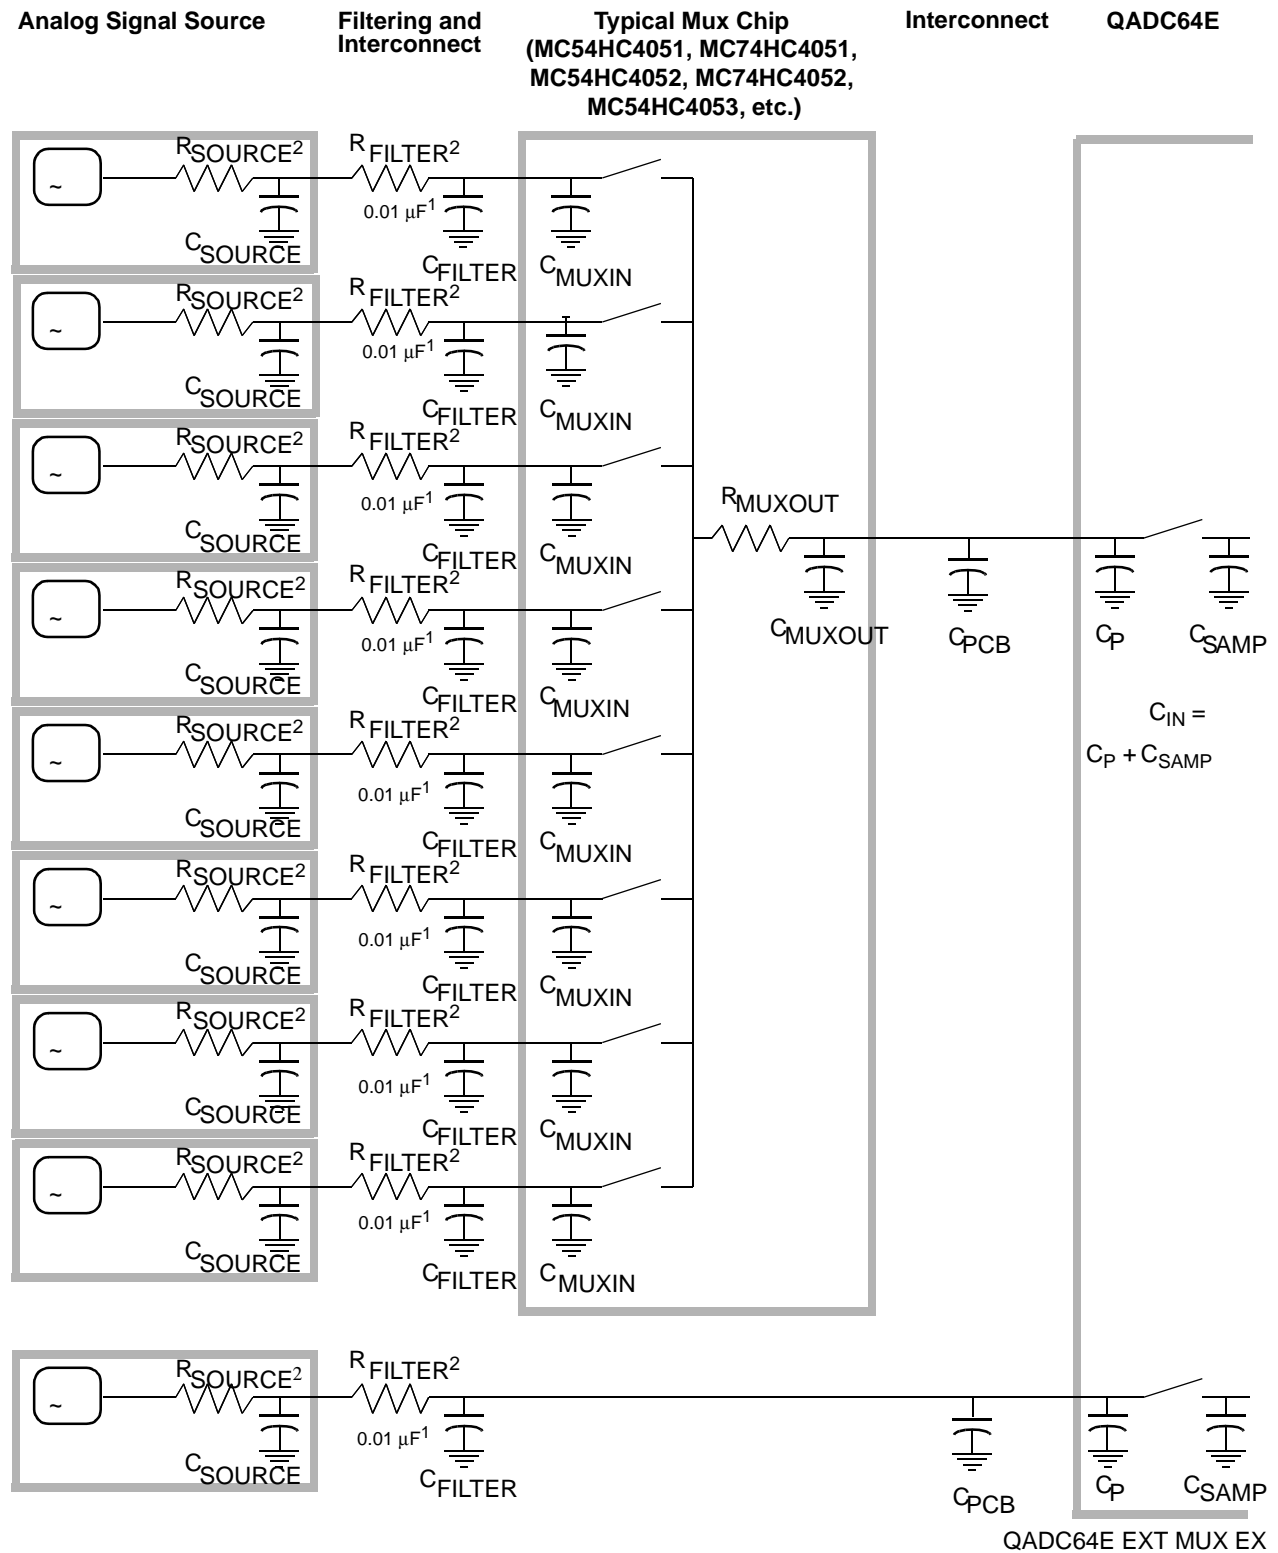 Analog Signal Source
Filtering and
Interconnect
Typical Mux Chip
(MC54HC4051, MC74HC4051,
MC54HC4052, MC74HC4052,
MC54HC4053, etc.)
Interconnect
QADC64E
~
RSOURCE2
CSOURCE
RFILTER2
0.01 µF1
CFILTER
CMUXIN
~
RSOURCE2
CSOURCE
RFILTER2
0.01 µF1
CFILTER
CMUXIN
~
RSOURCE2
CSOURCE
RFILTER2
0.01 µF1
CFILTER
CMUXIN
~
RSOURCE2
CSOURCE
RFILTER2
0.01 µF1
CFILTER
CMUXIN
RMUXOUT
CMUXOUT
CPCB
CP
CSAMP
CIN =
CP + CSAMP
~
RSOURCE2
CSOURCE
RFILTER2
0.01 µF1
CFILTER
CMUXIN
~
RSOURCE2
CSOURCE
RFILTER2
0.01 µF1
CFILTER
CMUXIN
~
RSOURCE2
CSOURCE
RFILTER2
0.01 µF1
CFILTER
CMUXIN
~
RSOURCE2
CSOURCE
RFILTER2
0.01 µF1
CFILTER
CMUXIN
~
RSOURCE2
CSOURCE
RFILTER2
0.01 µF1
CFILTER
CPCB
CP
CSAMP
QADC64E EXT MUX EX